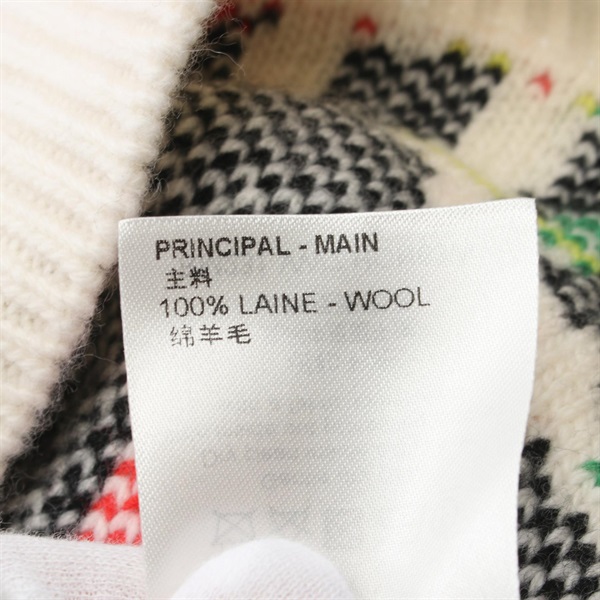 PRINCIPAL - MAIN
主料
100% LAINE - WOOL
绵羊毛